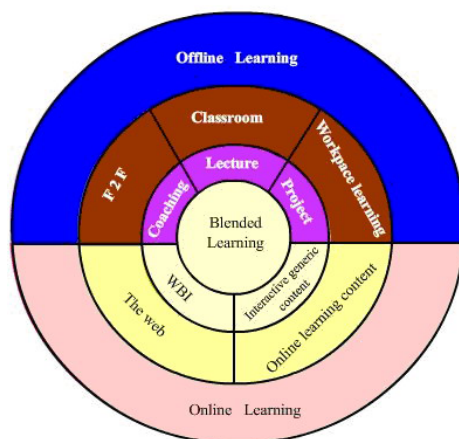 Offline Learning
Classroom
F 2 F
Workpace learning
Lecture
Coaching
Project
Blended
Learning
WBI
Interactive generic
content
The web
Online learning content
Online Learning